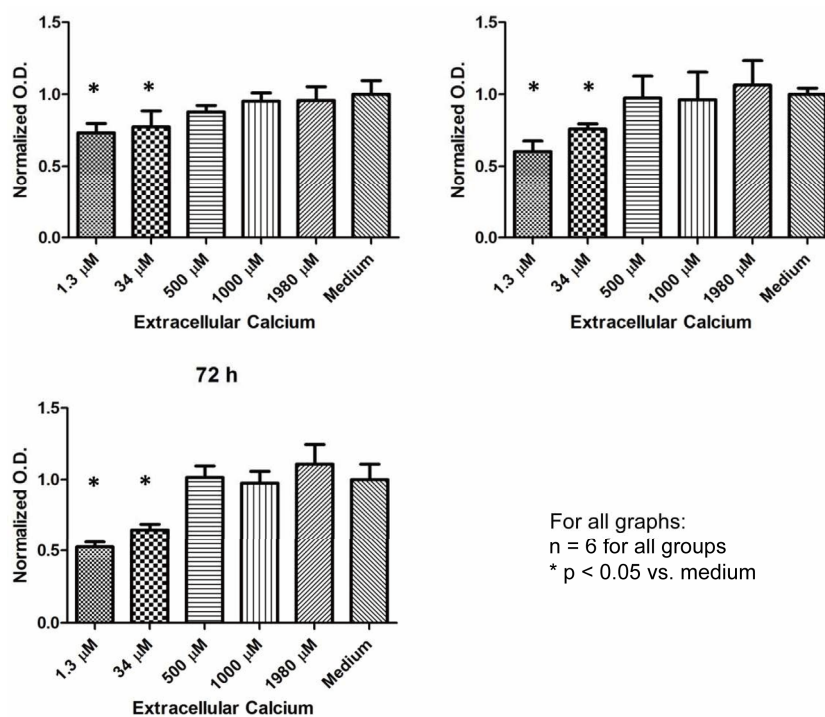 1.5
1.0
0.5
0.0
Normalized O.D.
* *
1.3 µM
34 µM
500 µM
1000 µM
1980 µM
Medium
Extracellular Calcium
1.5
1.0
0.5
0.0
Normalized O.D.
* *
1.3 µM
34 µM
500 µM
1000 µM
1980 µM
Medium
Extracellular Calcium
72 h
1.5
1.0
0.5
0.0
Normalized O.D.
* *
1.3 µM
34 µM
500 µM
1000 µM
1980 µM
Medium
Extracellular Calcium
For all graphs:
n = 6 for all groups
* p < 0.05 vs. medium